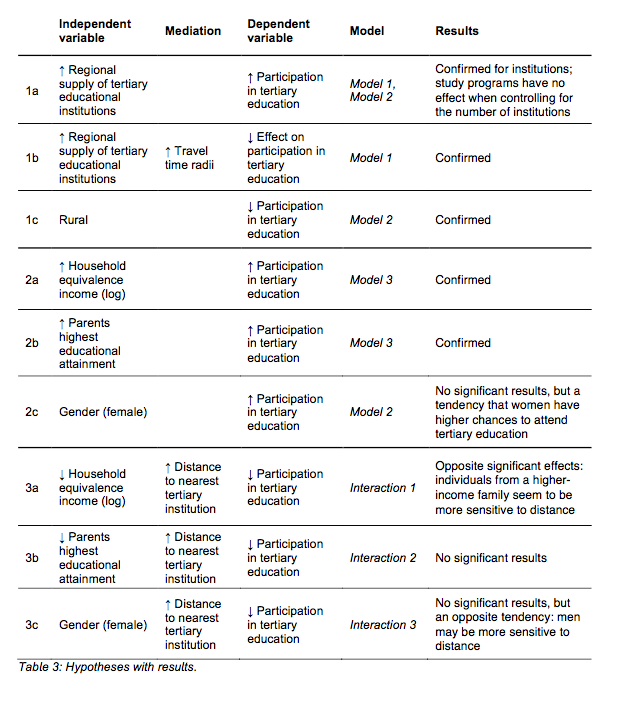 Independent variable Mediation Dependent variable Model Results
1a ↑ Regional supply of tertiary educational institutions ↑ Participation in tertiary education Model 1, Model 2 Confirmed for institutions; study programs have no effect when controlling for the number of institutions
1b ↑ Regional supply of tertiary educational institutions ↑ Travel time radii ↓ Effect on participation in tertiary education Model 1 Confirmed
1c Rural ↓ Participation in tertiary education Model 2 Confirmed
2a ↑ Household equivalence income (log) ↑ Participation in tertiary education Model 3 Confirmed
2b ↑ Parents highest educational attainment ↑ Participation in tertiary education Model 3 Confirmed
2c Gender (female) ↑ Participation in tertiary education Model 2 No significant results, but a tendency that women have higher chances to attend tertiary education
3a ↓ Household equivalence income (log) ↑ Distance to nearest tertiary institution ↓ Participation in tertiary education Interaction 1 Opposite significant effects: individuals from a higher-income family seem to be more sensitive to distance
3b ↓ Parents highest educational attainment ↑ Distance to nearest tertiary institution ↓ Participation in tertiary education Interaction 2 No significant results
3c Gender (female) ↑ Distance to nearest tertiary institution ↓ Participation in tertiary education Interaction 3 No significant results, but an opposite tendency: men may be more sensitive to distance
Table 3: Hypotheses with results.